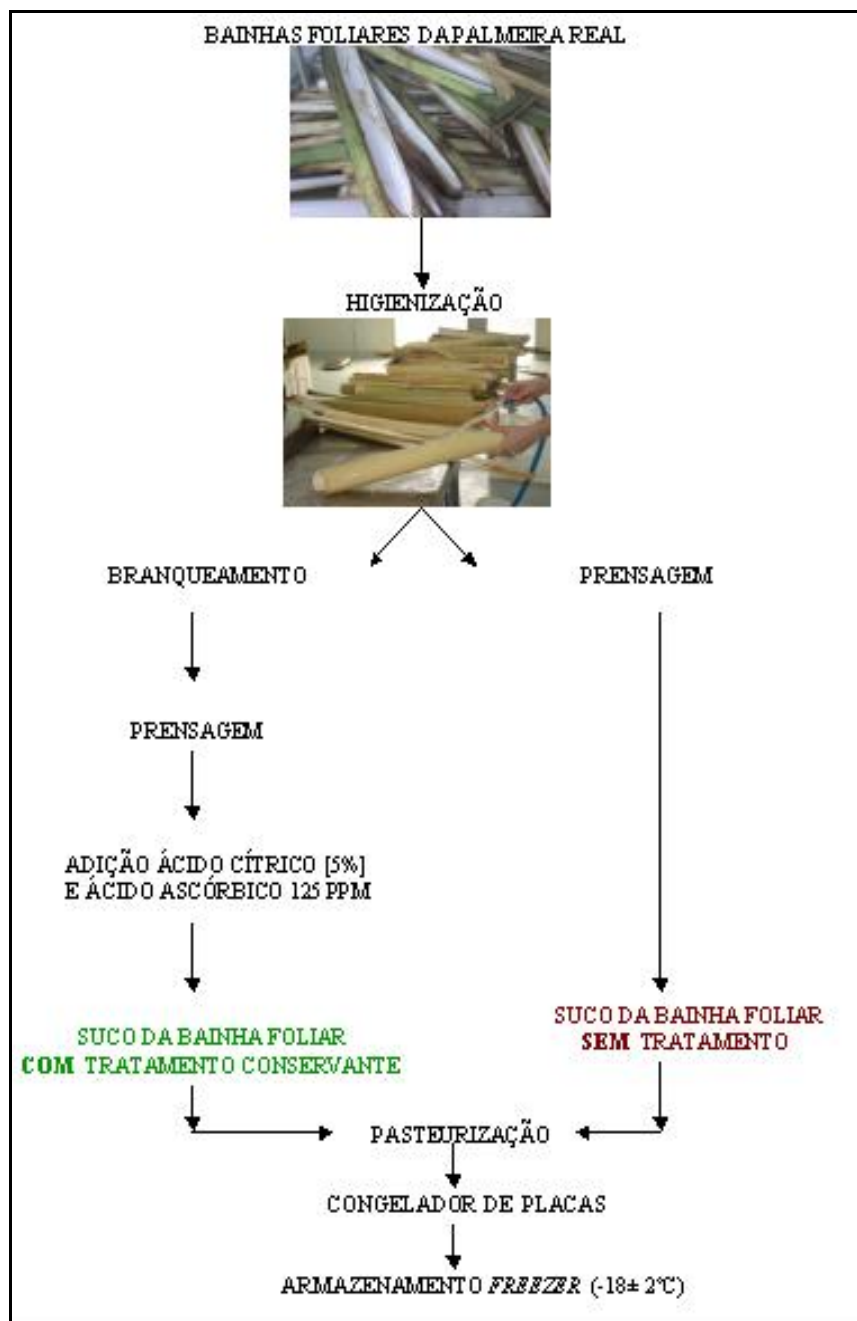 BAINHAS FOLIARES DA PALMEIRA REAL
HIGIENIZAÇÃO
BRANQUEAMENTO
PRENSAGEM
PRENSAGEM
ADIÇÃO ÁCIDO CÍTRICO [5%]
E ÁCIDO ASCÓRBICO 125 PPM
SUCO DA BAINHA FOLIAR
COM TRATAMENTO CONSERVANTE
SUCO DA BAINHA FOLIAR
SEM TRATAMENTO
PASTEURIZAÇÃO
CONGELADOR DE PLACAS
ARMAZENAMENTO FREEZER (-18± 2°C)